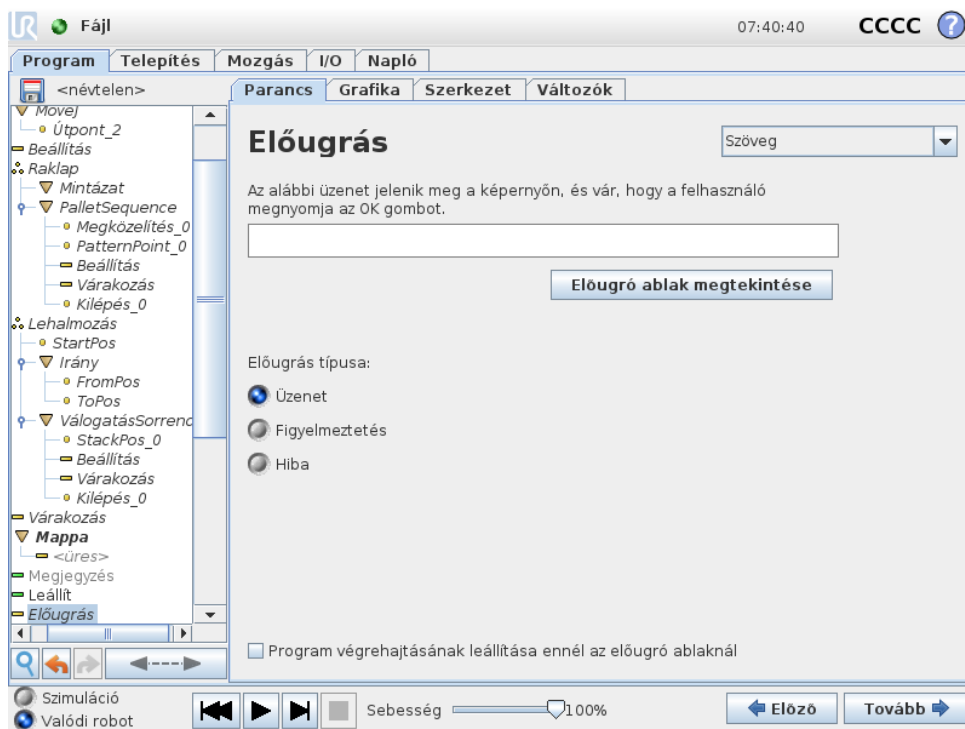 UR Fájl 07:40:40 CCCC ?
Program Telepítés Mozgás I/O Napló
<névtelen>
Parancs Grafika Szerkezet Változók
MoveJ
Útpont_2
Beállítás
Raklap
Mintázat
PalletSequence
Megközelítés_0
PatternPoint_0
Beállítás
Várakozás
Kilépés_0
Lehalmozás
StartPos
Irány
FromPos
ToPos
VálogatásSorrend
StackPos_0
Beállítás
Várakozás
Kilépés_0
Várakozás
Mappa
<üres>
Megjegyzés
Leállít
Előugrás
Előugrás
Szöveg
Az alábbi üzenet jelenik meg a képernyőn, és vár, hogy a felhasználó
megnyomja az OK gombot.
Előugró ablak megtekintése
Előugrás típusa:
Üzenet
Figyelmeztetés
Hiba
Program végrehajtásának leállítása ennél az előugró ablaknál
Szimuláció
Valódi robot
Sebesség 100%
Előző Tovább